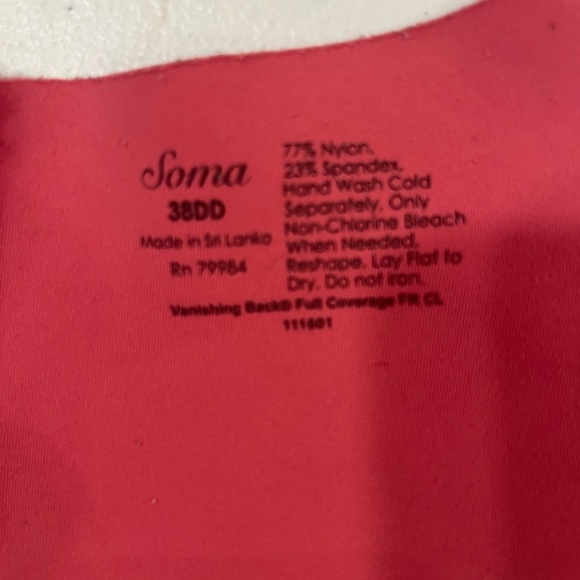 Soma
38DD
Made in Sri Lanka
Rn 79984
77% Nylon,
23% Spandex,
Hand Wash Cold
Separately, Only
Non-Chlorine Bleach
When Needed,
Reshape, Lay Flat to
Dry. Do not iron.
Vanishing Back® Full Coverage FR CL
111601